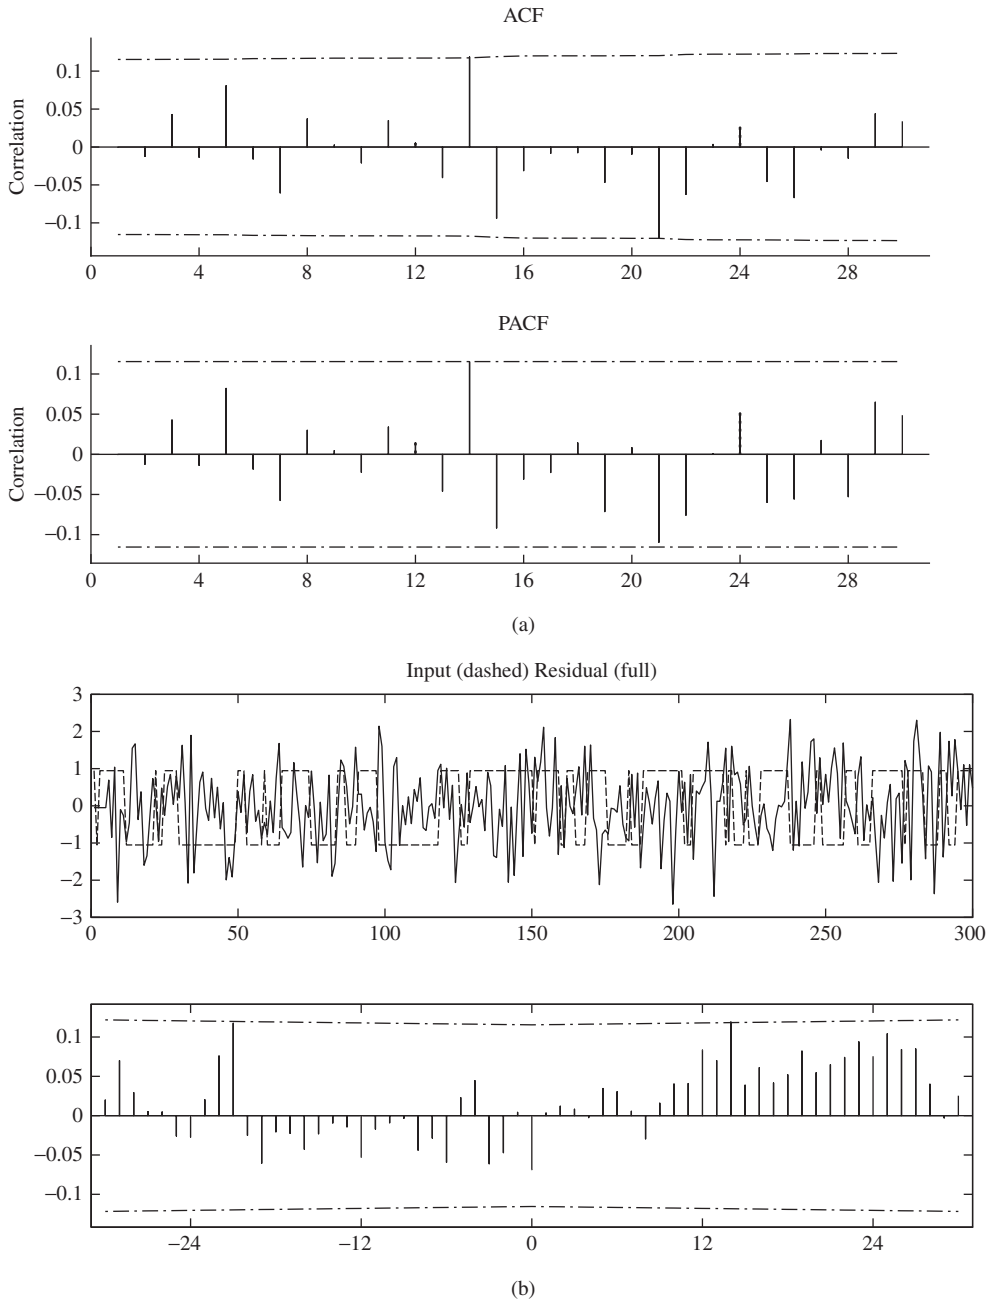 ACF
Correlation
0.1
0.05
0
−0.05
−0.1
0 4 8 12 16 20 24 28
PACF
Correlation
0.1
0.05
0
−0.05
−0.1
0 4 8 12 16 20 24 28
(a)
Input (dashed) Residual (full)
3
2
1
0
−1
−2
−3
0 50 100 150 200 250 300
0.1
0.05
0
−0.05
−0.1
−24 −12 0 12 24
(b)